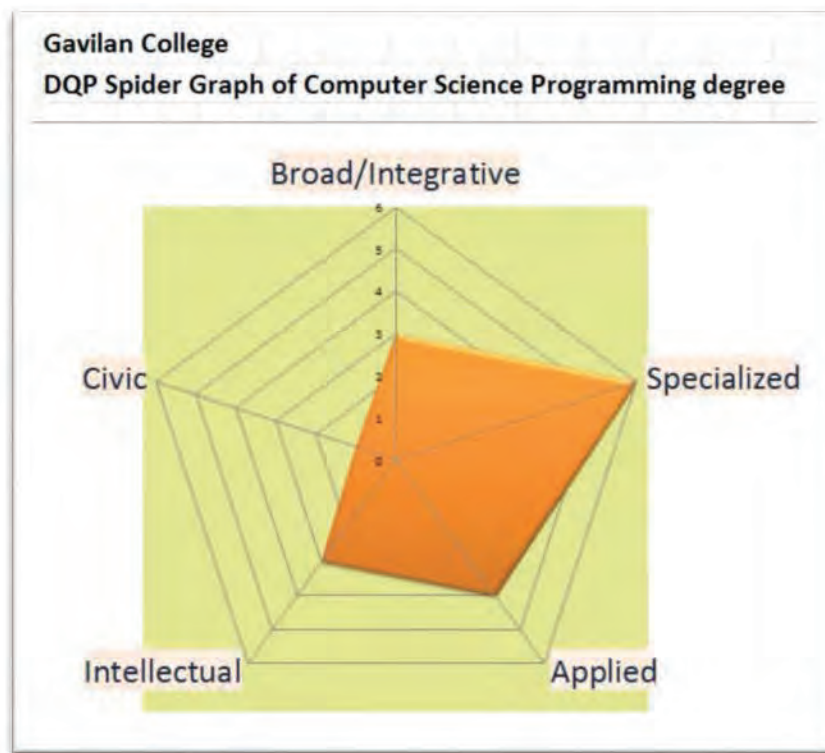 Gavilan College
DQP Spider Graph of Computer Science Programming degree
Broad/Integrative
6
5
4
3
2
1
0
Civic
Specialized
Intellectual
Applied